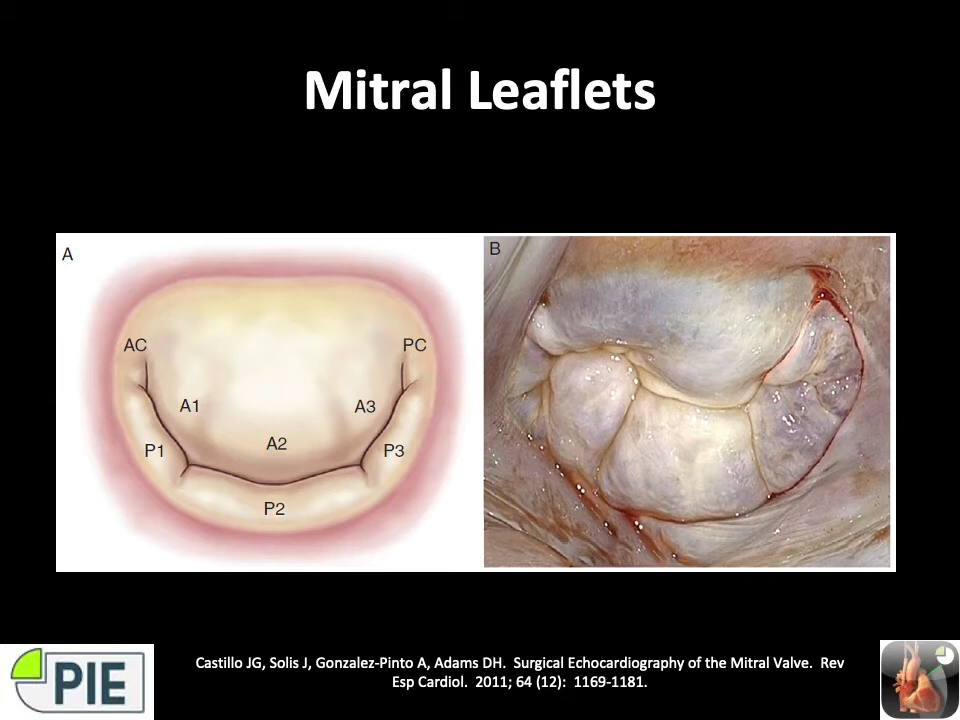 Mitral Leaflets
A
B
AC
PC
A1
A3
A2
P1
P3
P2
PIE
Castillo JG, Solis J, Gonzalez-Pinto A, Adams DH.  Surgical Echocardiography of the Mitral Valve.  Rev
Esp Cardiol.  2011; 64 (12):  1169-1181.